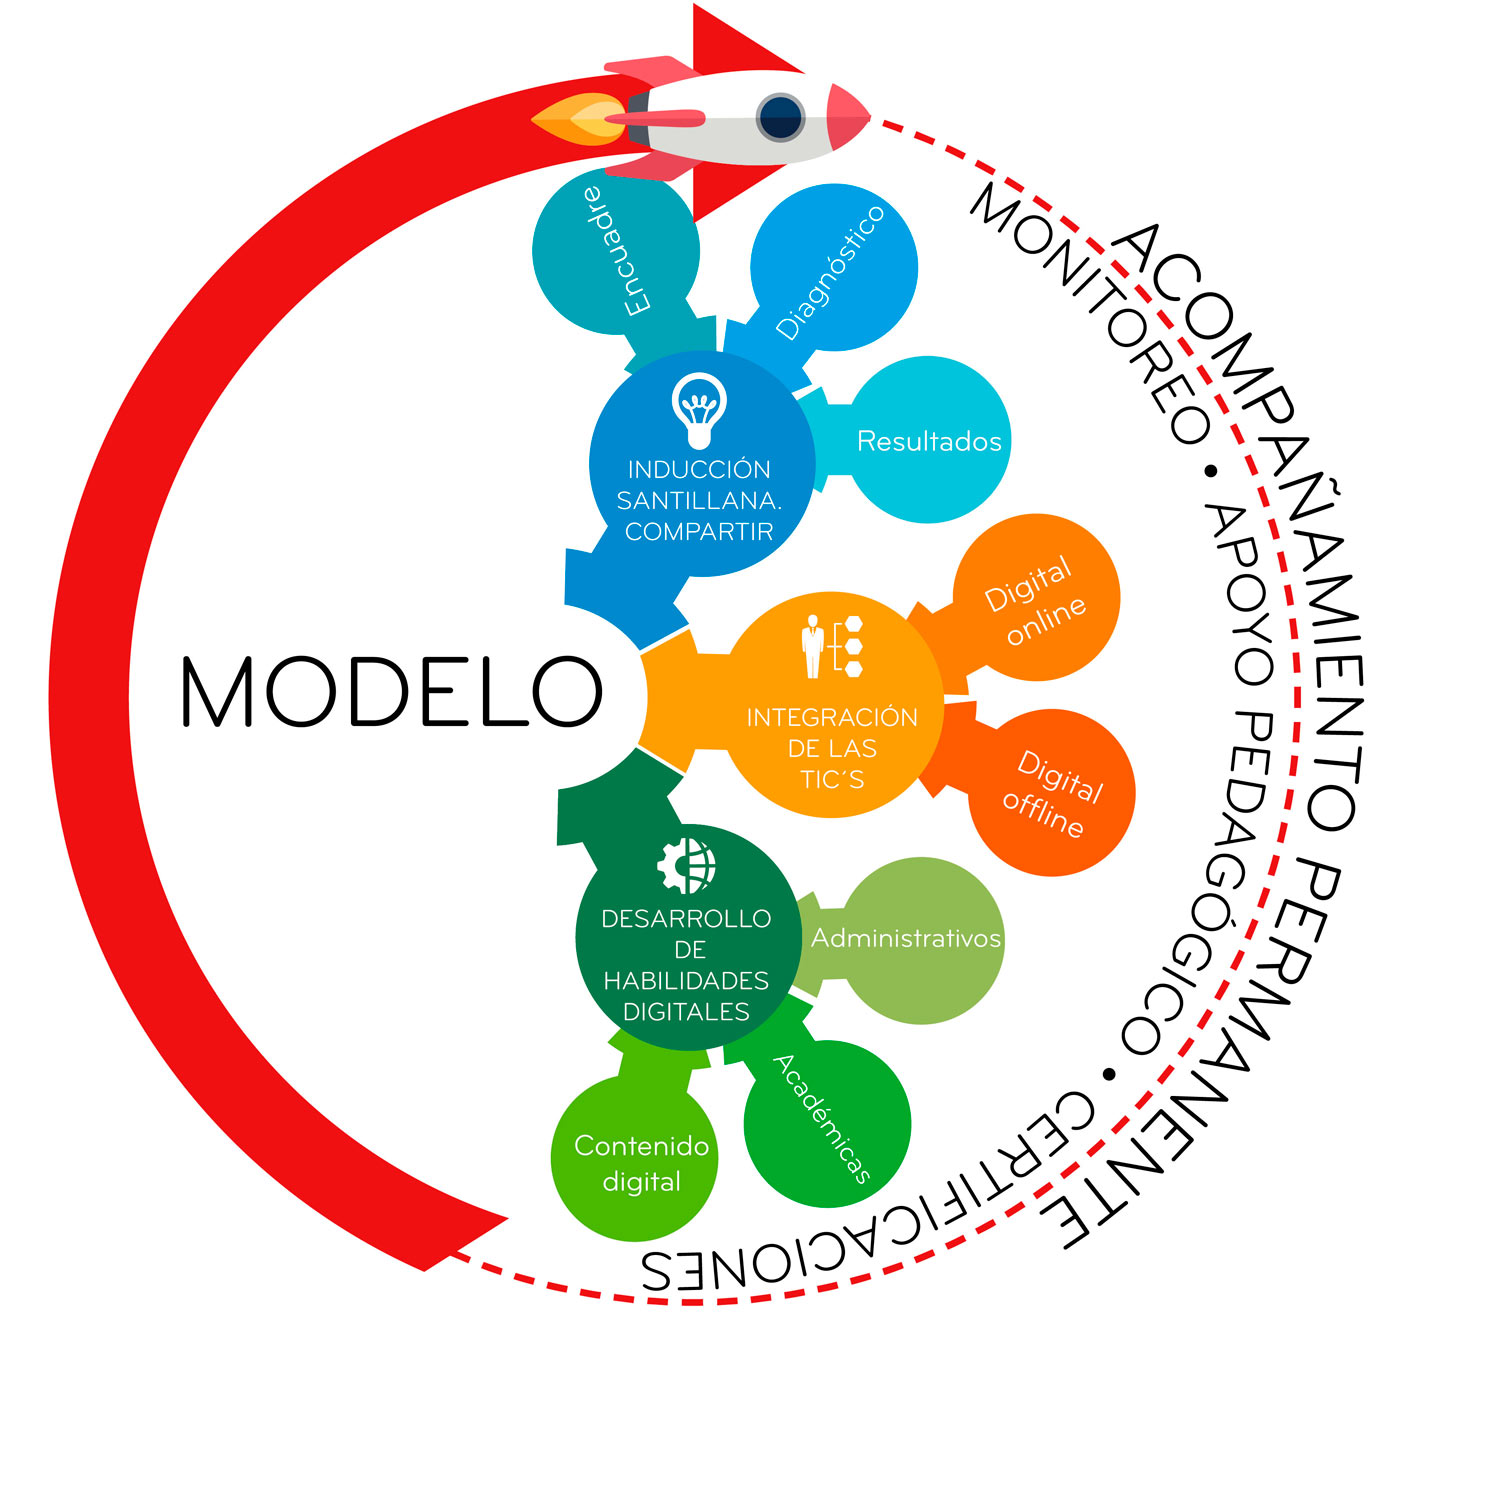 MODELO
Encuadre
Diagnóstico
Resultados
INDUCCIÓN
SANTILLANA.
COMPARTIR
Digital
online
INTEGRACIÓN
DE LAS
TIC´S
Digital
offline
DESARROLLO
DE
HABILIDADES
DIGITALES
Administrativos
Académicas
Contenido
digital
ACOMPAÑAMIENTO PERMANENTE
MONITOREO • APOYO PEDAGÓGICO • CERTIFICACIONES